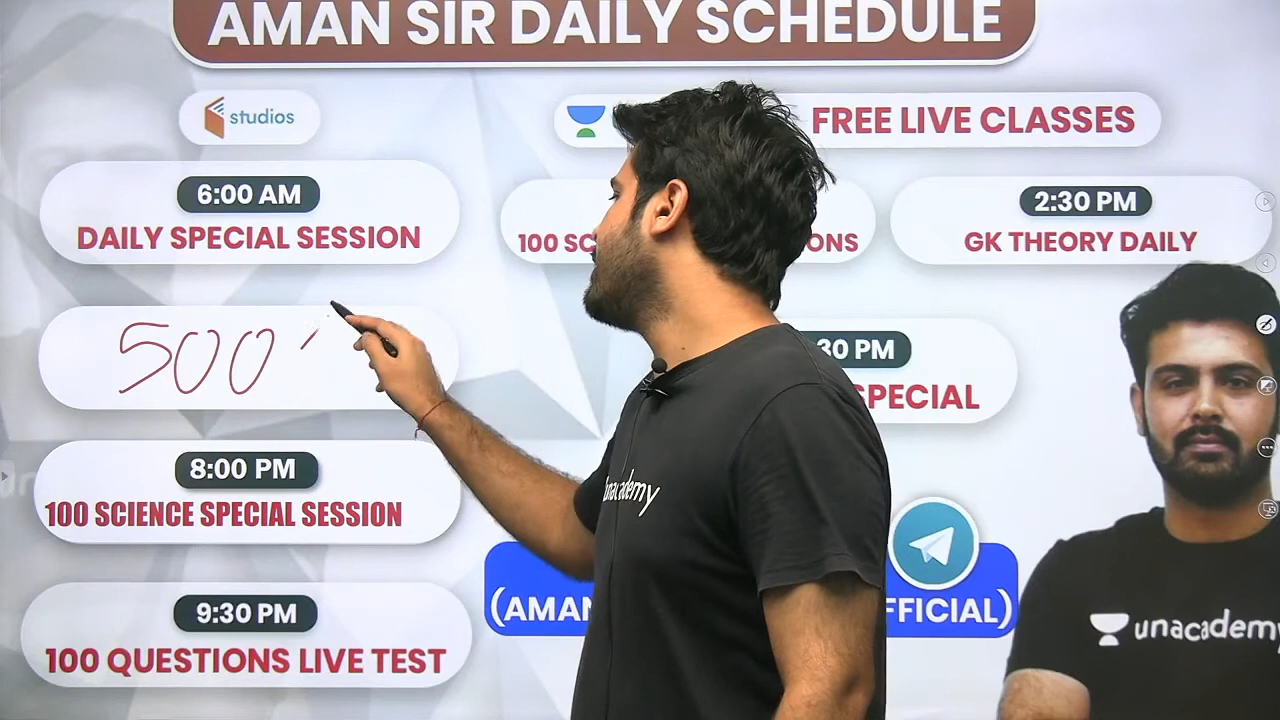 AMAN SIR DAILY SCHEDULE
studios
FREE LIVE CLASSES
6:00 AM
DAILY SPECIAL SESSION
100
2:30 PM
GK THEORY DAILY
500
30 PM
SPECIAL
8:00 PM
100 SCIENCE SPECIAL SESSION
unacademy
(AMAN
unacademy
9:30 PM
100 QUESTIONS LIVE TEST